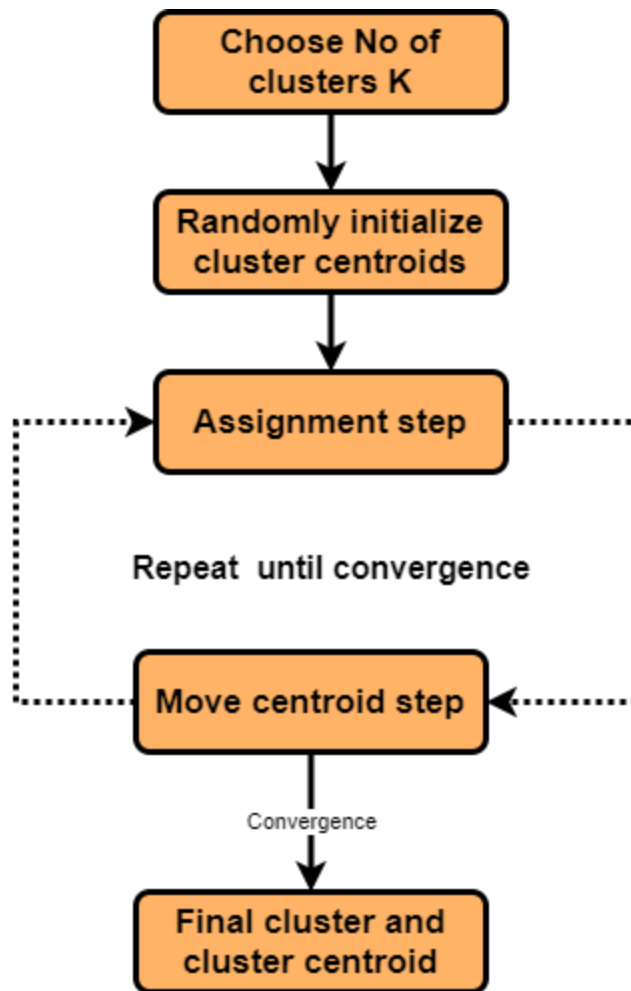 Choose No of
clusters K
Randomly initialize
cluster centroids
Assignment step
Repeat until convergence
Move centroid step
Convergence
Final cluster and
cluster centroid